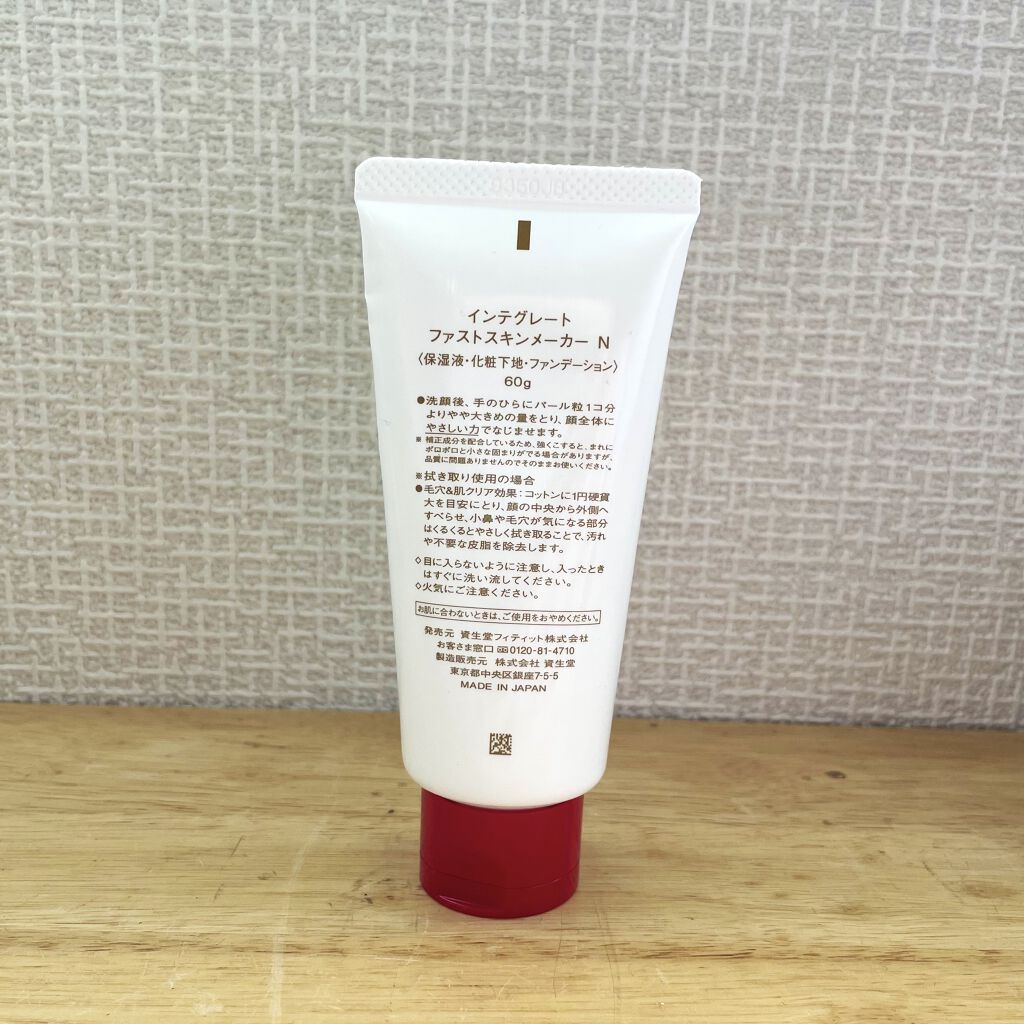 9350JD
インテグレート
ファストスキンメーカー N
〈保湿液・化粧下地・ファンデーション〉
60g
●洗顔後、手のひらにパール粒1コ分
よりやや大きめの量をとり、顔全体に
やさしい力でなじませます。
※ 補正成分を配合しているため、強くこすると、まれに
ポロポロと小さな固まりがでる場合がありますが、
品質に問題ありませんのでそのままお使いください。
※拭き取り使用の場合
●毛穴&肌クリア効果：コットンに1円硬貨
大を目安にとり、顔の中央から外側へ
すべらせ、小鼻や毛穴が気になる部分
はくるくるとやさしく拭き取ることで、汚れ
や不要な皮脂を除去します。
◇目に入らないように注意し、入ったとき
はすぐに洗い流してください。
◇火気にご注意ください。
お肌に合わないときは、ご使用をおやめください。
発売元 資生堂フィティット株式会社
お客さま窓口 0120-81-4710
製造販売元 株式会社 資生堂
東京都中央区銀座7-5-5
MADE IN JAPAN